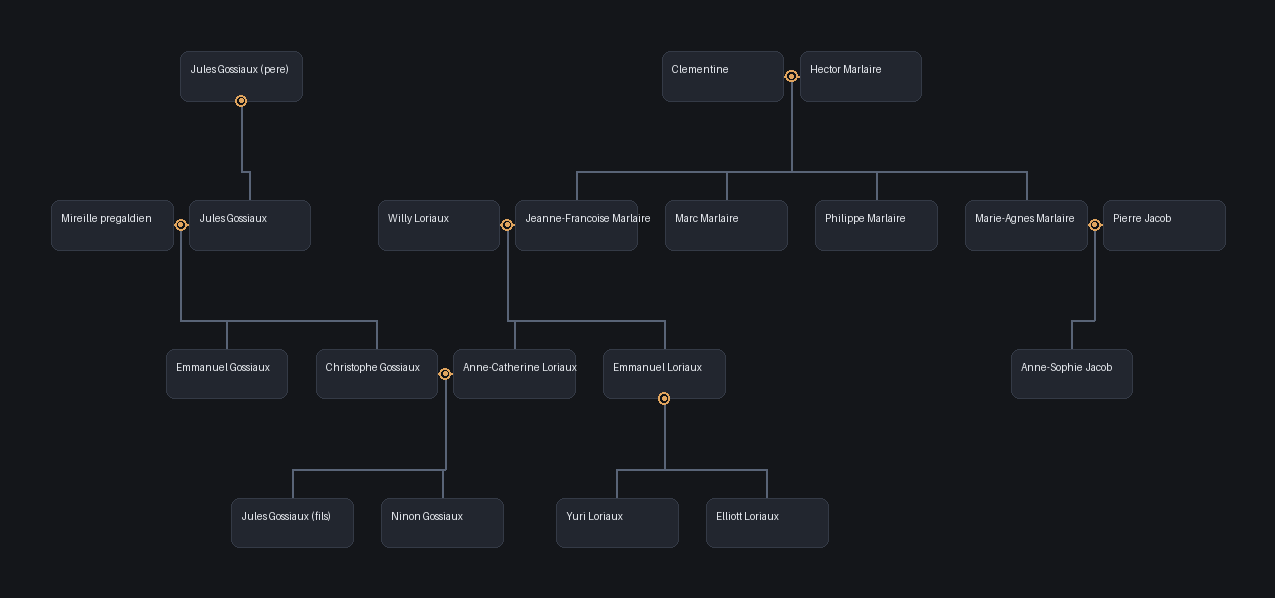 Jules Gossiaux (pere)
Clementine
Hector Marlaire
Mireille pregaldien
Jules Gossiaux
Willy Loriaux
Jeanne-Francoise Marlaire
Marc Marlaire
Philippe Marlaire
Marie-Agnes Marlaire
Pierre Jacob
Emmanuel Gossiaux
Christophe Gossiaux
Anne-Catherine Loriaux
Emmanuel Loriaux
Anne-Sophie Jacob
Jules Gossiaux (fils)
Ninon Gossiaux
Yuri Loriaux
Elliott Loriaux